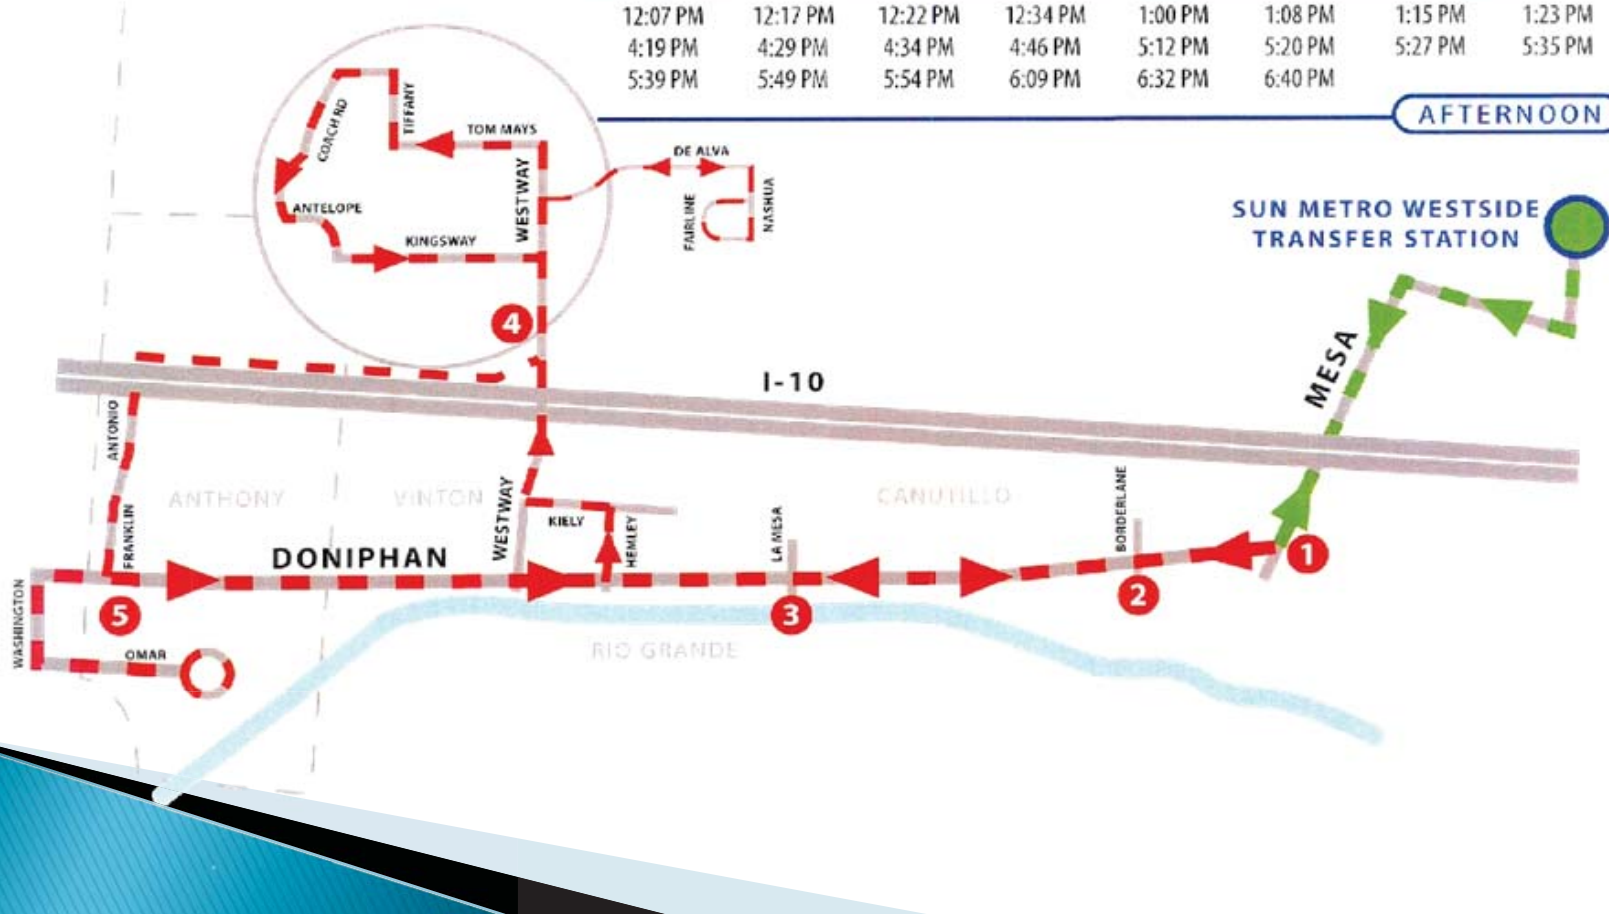 12:07 PM 12:17 PM 12:22 PM 12:34 PM 1:00 PM 1:08 PM 1:15 PM 1:23 PM
4:19 PM 4:29 PM 4:34 PM 4:46 PM 5:12 PM 5:20 PM 5:27 PM 5:35 PM
5:39 PM 5:49 PM 5:54 PM 6:09 PM 6:32 PM 6:40 PM
AFTERNOON
COACH RD
TIFFANY
TOM MAYS
WESTWAY
DE ALVA
FAIRLINE
NASHUA
ANTELOPE
KINGSWAY
SUN METRO WESTSIDE
TRANSFER STATION
4
MESA
I-10
ANTONIO
ANTHONY
VINTON
CANUTILLO
BORDERLANE
WESTWAY
KIELY
HEMLEY
LA MESA
FRANKLIN
DONIPHAN
1
2
3
5
WASHINGTON
OMAR
RIO GRANDE